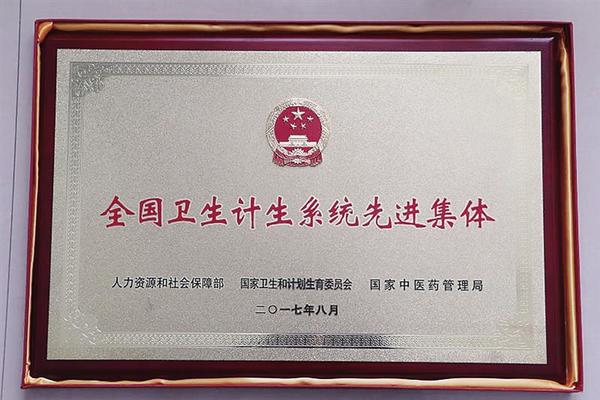 全国卫生计生系统先进集体
人力资源和社会保障部 国家卫生和计划生育委员会 国家中医药管理局
二〇一七年八月